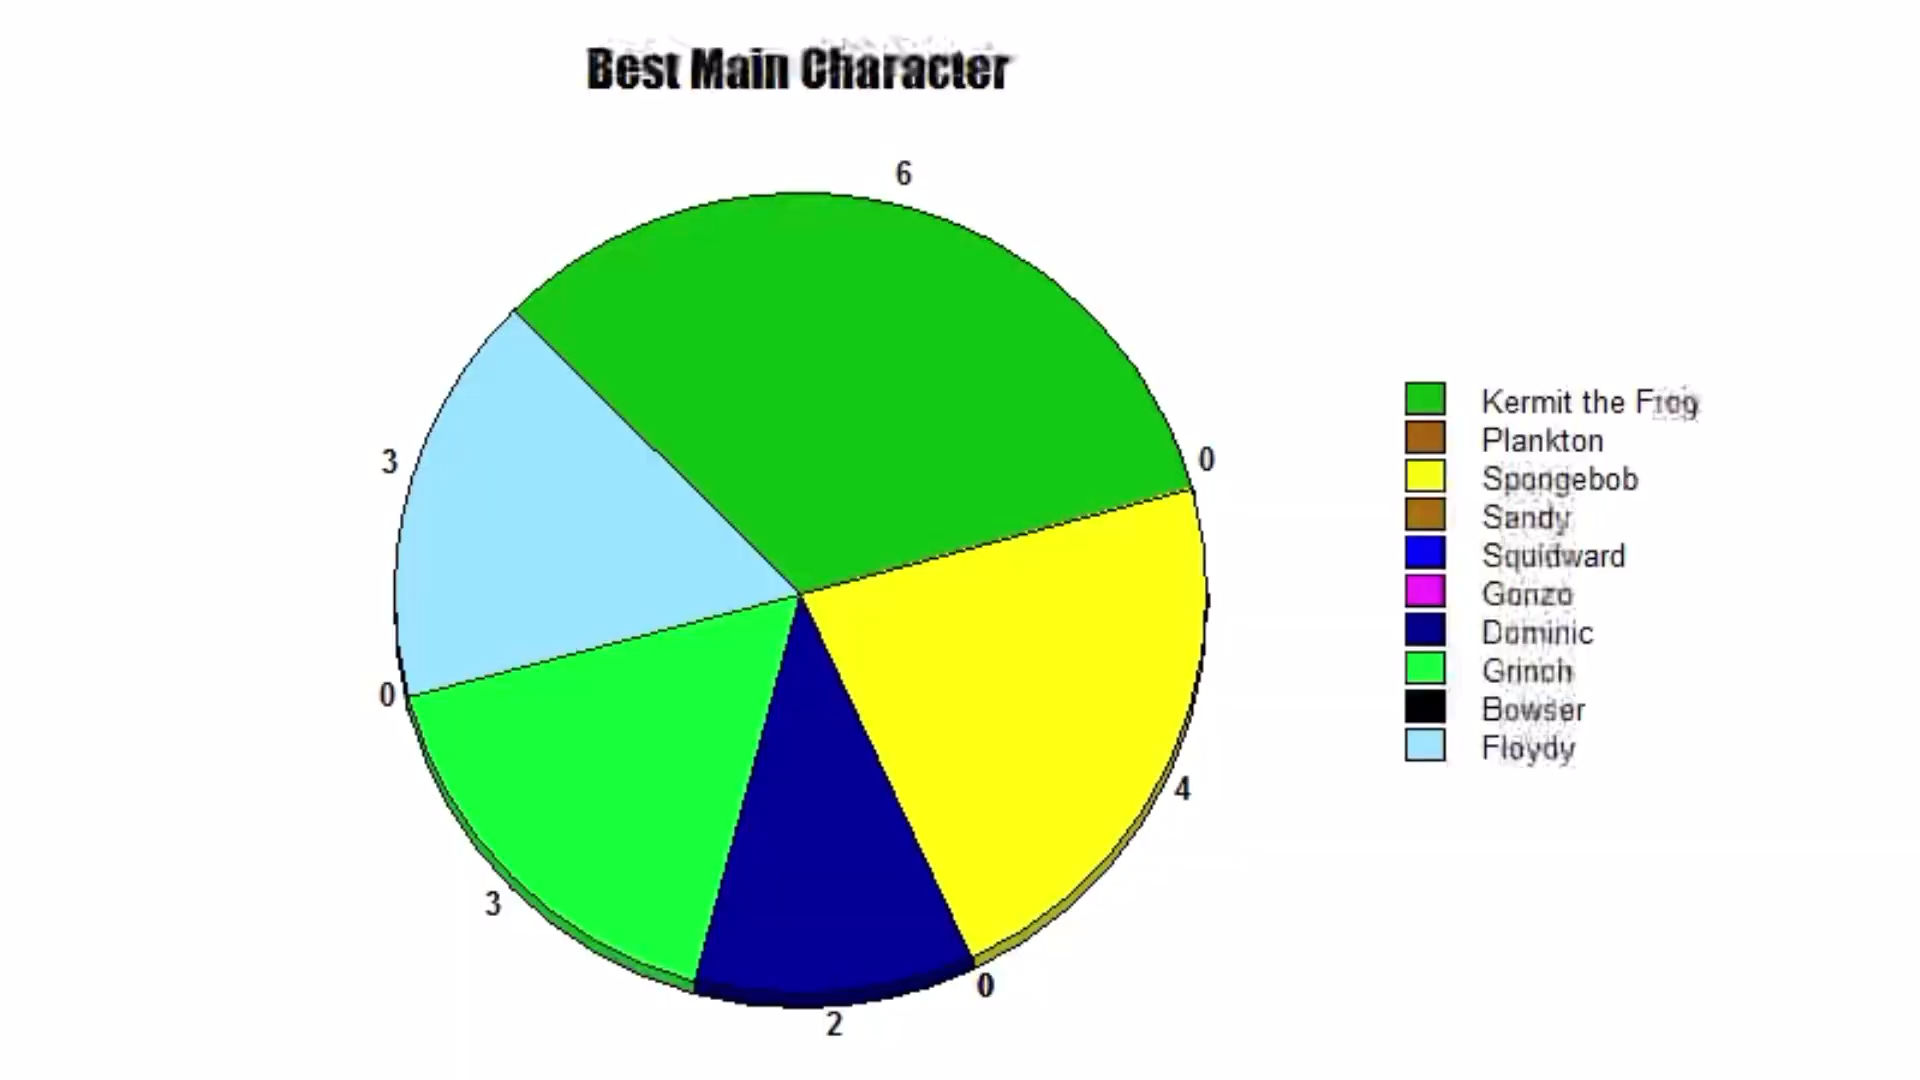 Best Main Character
6
3
0
0
4
3
0
2
Kermit the Frog
Plankton
Spongebob
Sandy
Squidward
Gonzo
Dominic
Grinch
Bowser
Floydy